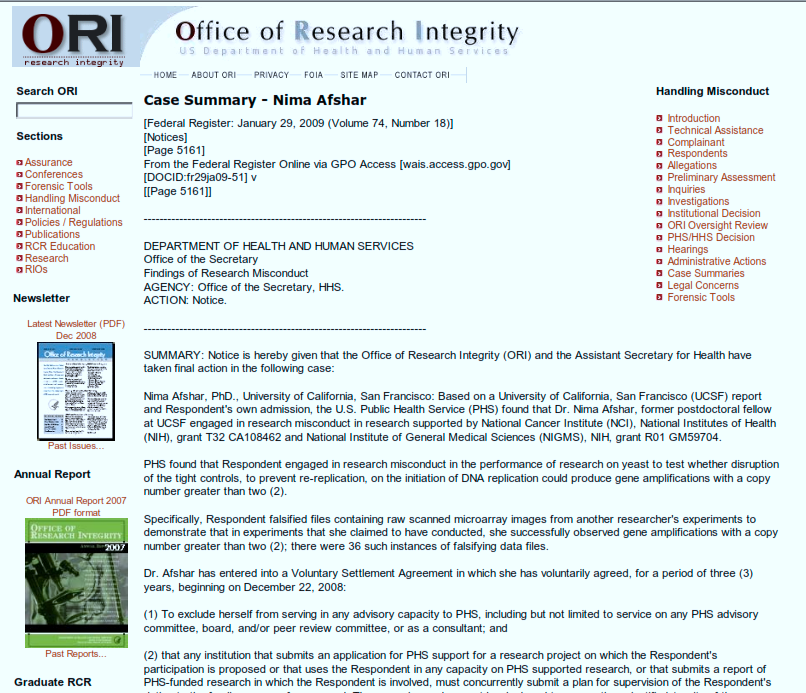 ORI
research integrity
Office of Research Integrity
US Department of Health and Human Services
HOME ABOUT ORI PRIVACY FOIA SITE MAP CONTACT ORI
Search ORI
Sections
Assurance
Conferences
Forensic Tools
Handling Misconduct
International
Policies / Regulations
Publications
RCR Education
Research
RIOs
Newsletter
Latest Newsletter (PDF)
Dec 2008
Office of Research Integrity
Past Issues...
Annual Report
ORI Annual Report 2007
PDF format
OFFICE OF
RESEARCH INTEGRITY
ANNUAL REPORT 2007
Past Reports...
Graduate RCR
Case Summary - Nima Afshar
[Federal Register: January 29, 2009 (Volume 74, Number 18)]
[Notices]
[Page 5161]
From the Federal Register Online via GPO Access [wais.access.gpo.gov]
[DOCID:fr29ja09-51] v
[[Page 5161]]
-----------------------------------------------------------------------
DEPARTMENT OF HEALTH AND HUMAN SERVICES
Office of the Secretary
Findings of Research Misconduct
AGENCY: Office of the Secretary, HHS.
ACTION: Notice.
-----------------------------------------------------------------------
SUMMARY: Notice is hereby given that the Office of Research Integrity (ORI) and the Assistant Secretary for Health have
taken final action in the following case:
Nima Afshar, PhD., University of California, San Francisco: Based on a University of California, San Francisco (UCSF) report
and Respondent's own admission, the U.S. Public Health Service (PHS) found that Dr. Nima Afshar, former postdoctoral fellow
at UCSF engaged in research misconduct in research supported by National Cancer Institute (NCI), National Institutes of Health
(NIH), grant T32 CA108462 and National Institute of General Medical Sciences (NIGMS), NIH, grant R01 GM59704.
PHS found that Respondent engaged in research misconduct in the performance of research on yeast to test whether disruption
of the tight controls, to prevent re-replication, on the initiation of DNA replication could produce gene amplifications with a copy
number greater than two (2).
Specifically, Respondent falsified files containing raw scanned microarray images from another researcher's experiments to
demonstrate that in experiments that she claimed to have conducted, she successfully observed gene amplifications with a copy
number greater than two (2); there were 36 such instances of falsifying data files.
Dr. Afshar has entered into a Voluntary Settlement Agreement in which she has voluntarily agreed, for a period of three (3)
years, beginning on December 22, 2008:
(1) To exclude herself from serving in any advisory capacity to PHS, including but not limited to service on any PHS advisory
committee, board, and/or peer review committee, or as a consultant; and
(2) that any institution that submits an application for PHS support for a research project on which the Respondent's
participation is proposed or that uses the Respondent in any capacity on PHS supported research, or that submits a report of
PHS-funded research in which the Respondent is involved, must concurrently submit a plan for supervision of the Respondent's
Handling Misconduct
Introduction
Technical Assistance
Complainant
Respondents
Allegations
Preliminary Assessment
Inquiries
Investigations
Institutional Decision
ORI Oversight Review
PHS/HHS Decision
Hearings
Administrative Actions
Case Summaries
Legal Concerns
Forensic Tools